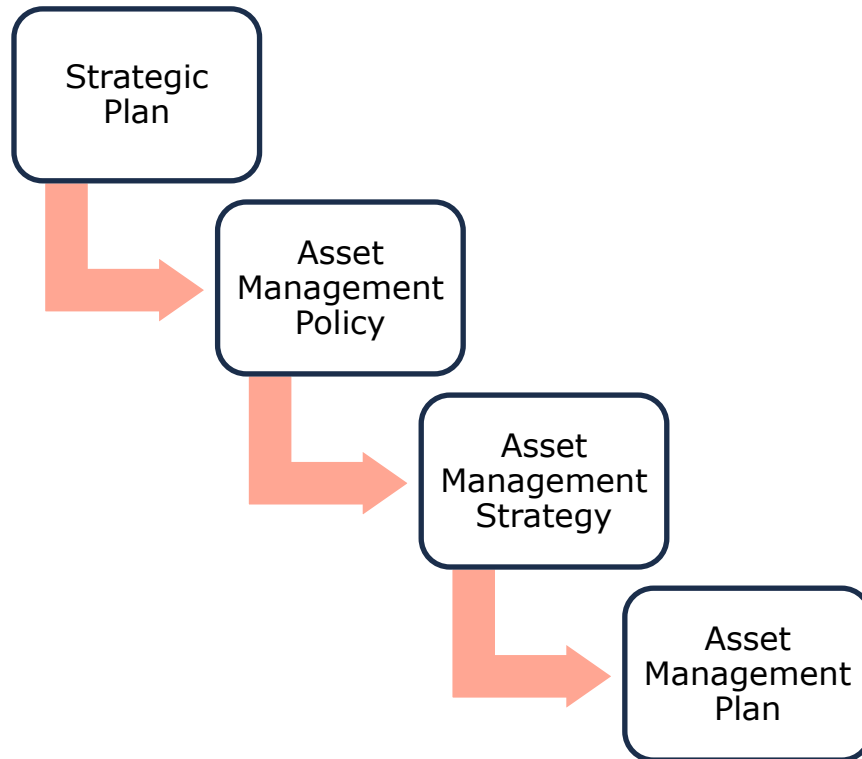 Strategic
Plan
Asset
Management
Policy
Asset
Management
Strategy
Asset
Management
Plan